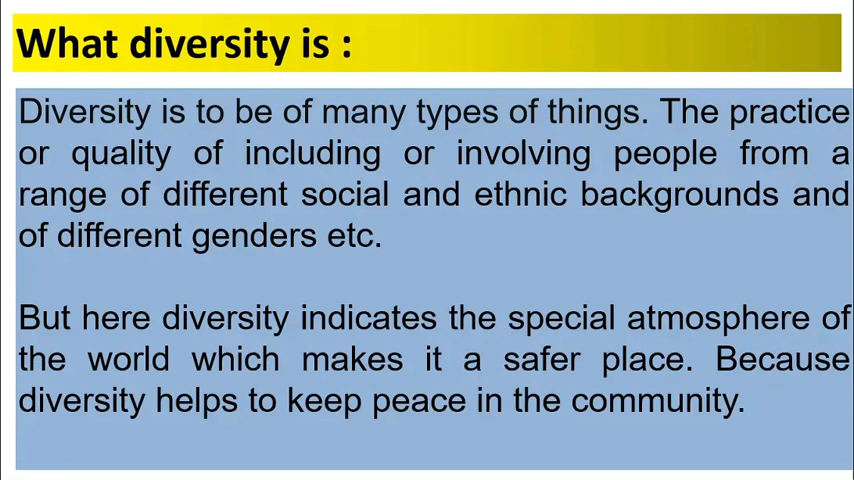 What diversity is :
Diversity is to be of many types of things. The practice
or quality of including or involving people from a
range of different social and ethnic backgrounds and
of different genders etc.
But here diversity indicates the special atmosphere of
the world which makes it a safer place. Because
diversity helps to keep peace in the community.